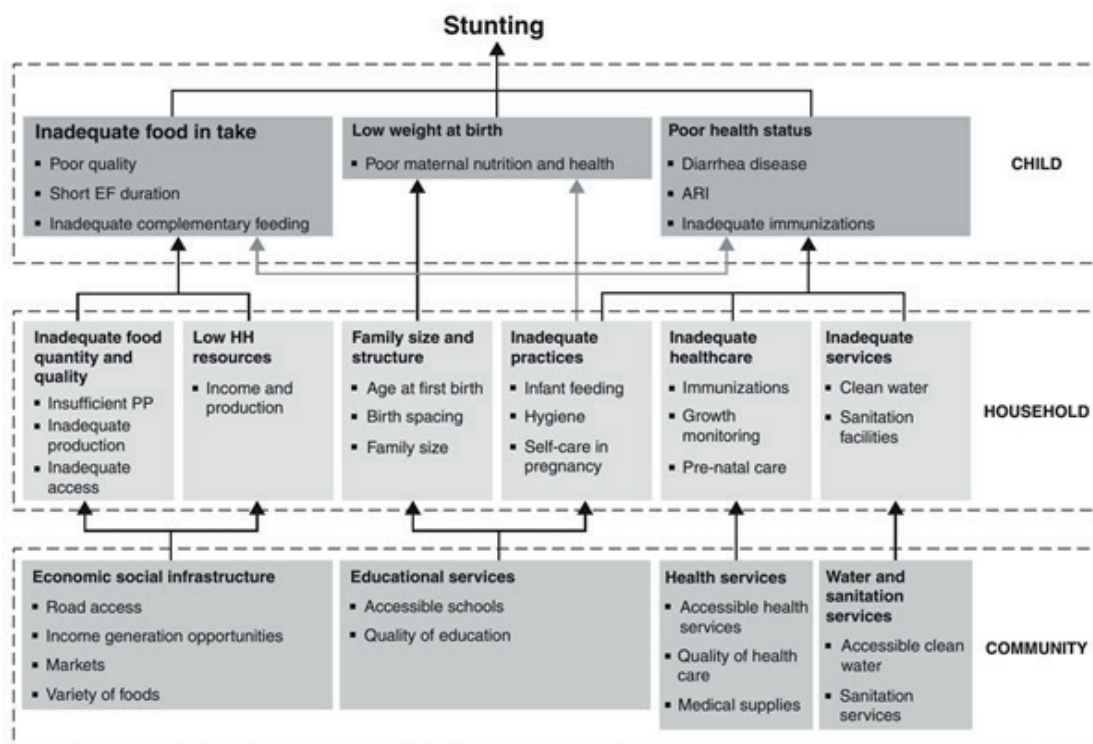 Stunting
Inadequate food in take
▪ Poor quality
▪ Short EF duration
▪ Inadequate complementary feeding
Low weight at birth
▪ Poor maternal nutrition and health
Poor health status
▪ Diarrhea disease
▪ ARI
▪ Inadequate immunizations
CHILD
Inadequate food
quantity and
quality
▪ Insufficient PP
▪ Inadequate
production
▪ Inadequate
access
Low HH
resources
▪ Income and
production
Family size and
structure
▪ Age at first birth
▪ Birth spacing
▪ Family size
Inadequate
practices
▪ Infant feeding
▪ Hygiene
▪ Self-care in
pregnancy
Inadequate
healthcare
▪ Immunizations
▪ Growth
monitoring
▪ Pre-natal care
Inadequate
services
▪ Clean water
▪ Sanitation
facilities
HOUSEHOLD
Economic social infrastructure
▪ Road access
▪ Income generation opportunities
▪ Markets
▪ Variety of foods
Educational services
▪ Accessible schools
▪ Quality of education
Health services
▪ Accessible health
services
▪ Quality of health
care
▪ Medical supplies
Water and
sanitation
services
▪ Accessible clean
water
▪ Sanitation
services
COMMUNITY